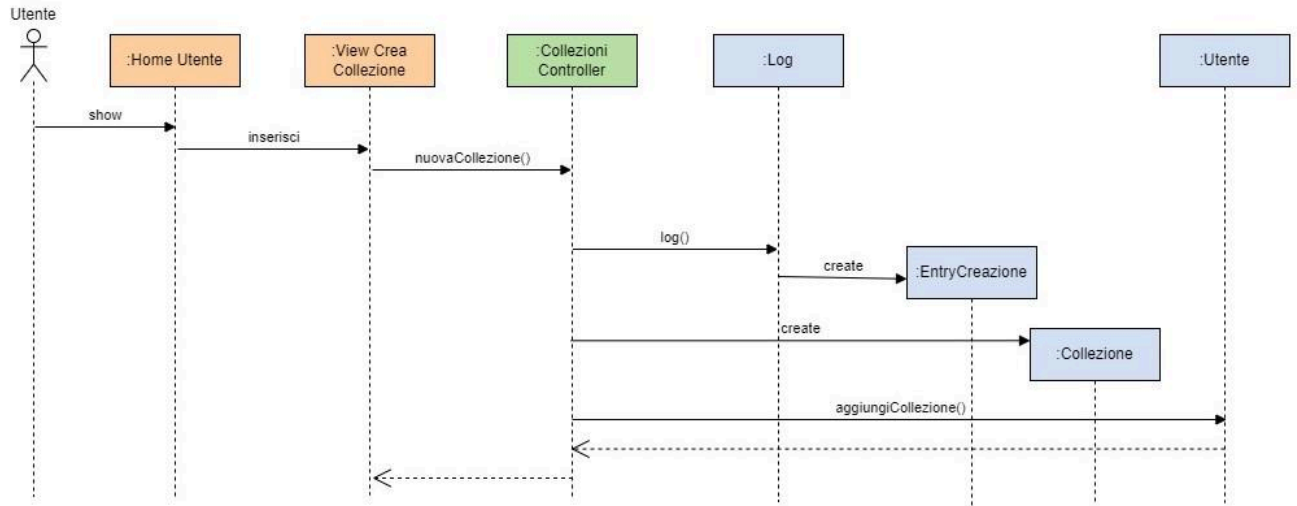 Utente
:Home Utente
:View Crea
Collezione
:Collezioni
Controller
:Log
:Utente
show
inserisci
nuovaCollezione()
log()
create
:EntryCreazione
create
:Collezione
aggiungiCollezione()